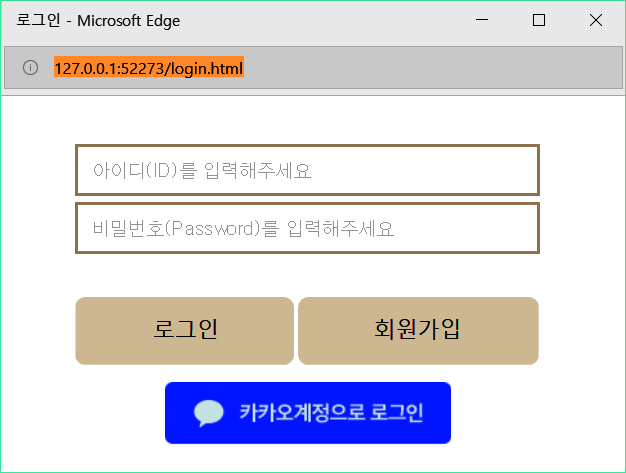 로그인 - Microsoft Edge
127.0.0.1:52273/login.html
아이디(ID)를 입력해주세요
비밀번호(Password)를 입력해주세요
로그인 회원가입
카카오계정으로 로그인